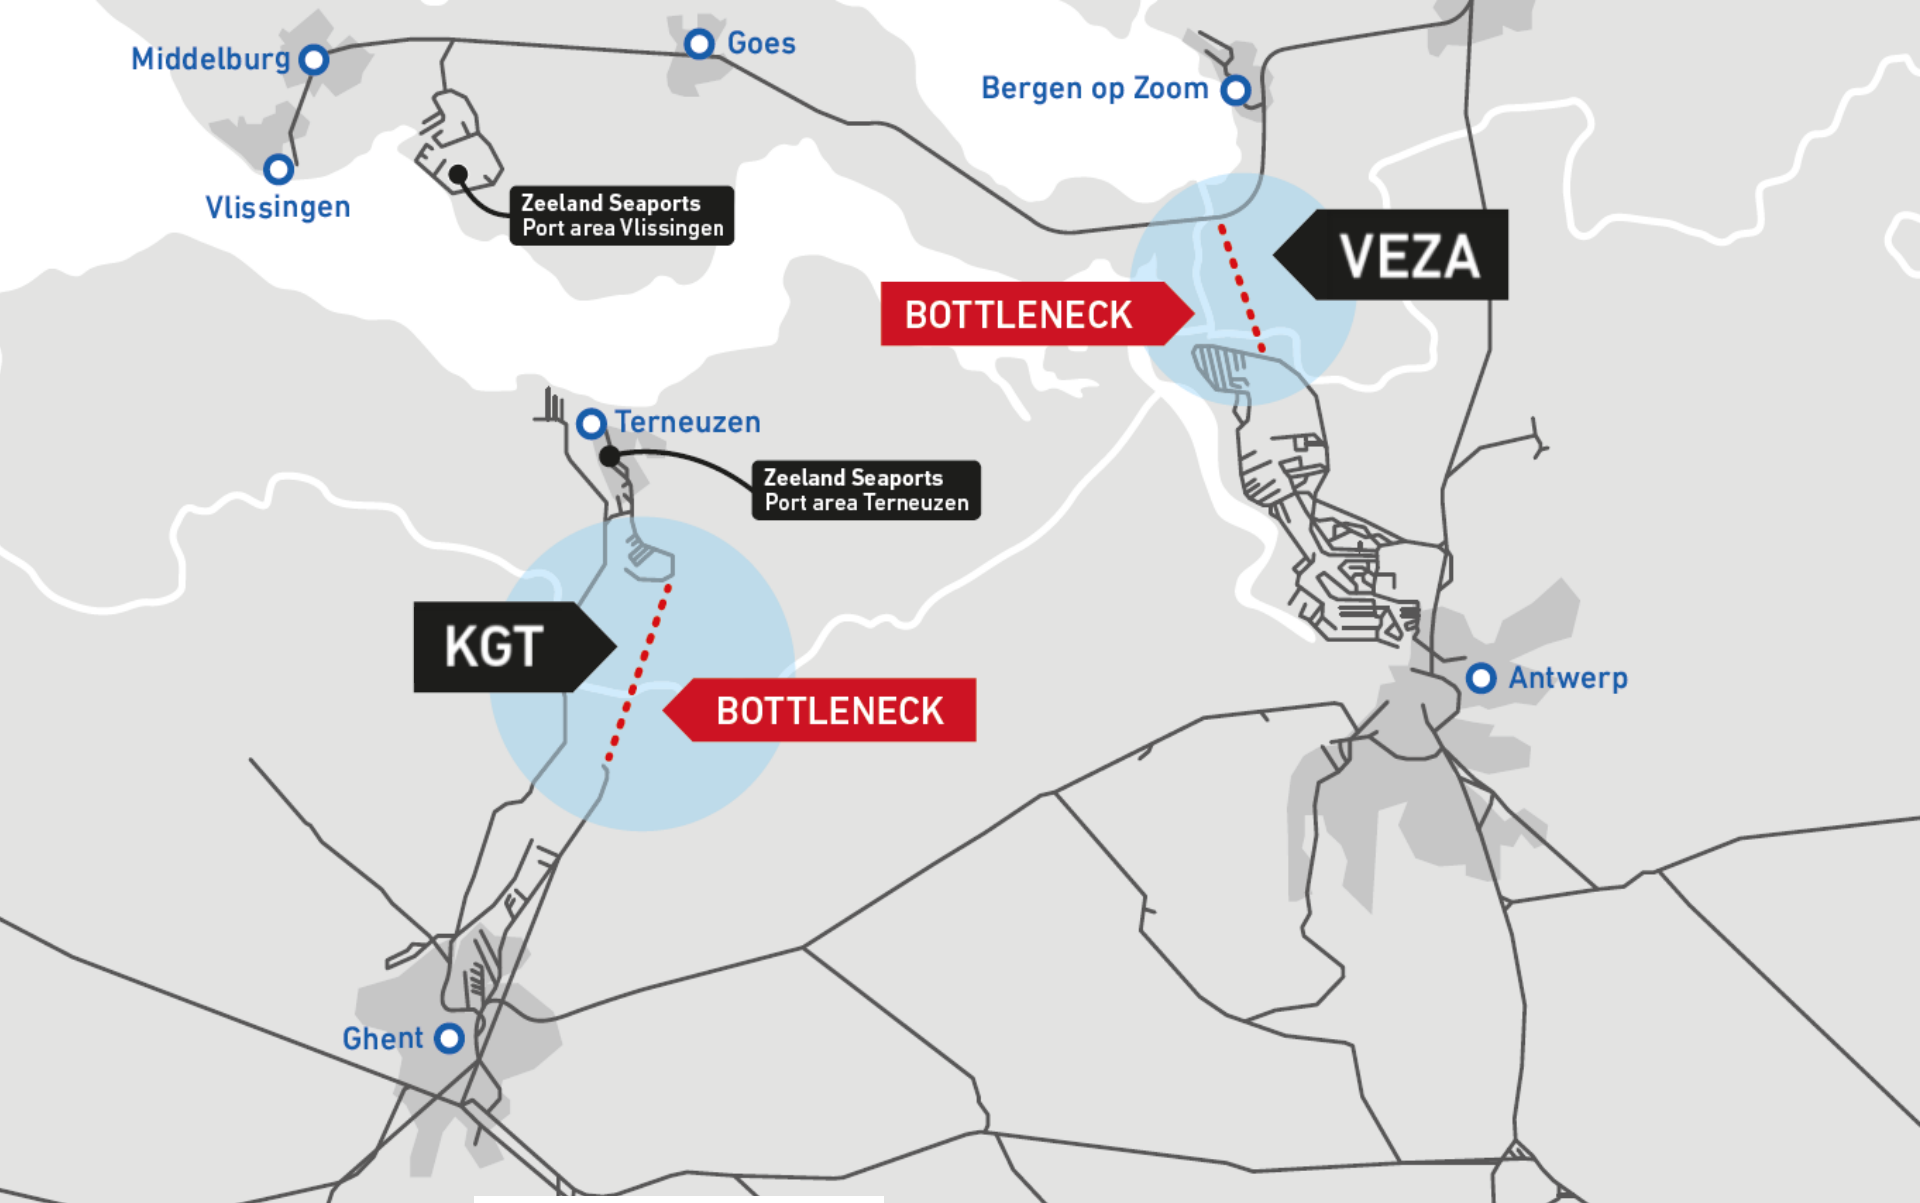 Middelburg
Goes
Bergen op Zoom
Vlissingen
Zeeland Seaports
Port area Vlissingen
VEZA
BOTTLENECK
Terneuzen
Zeeland Seaports
Port area Terneuzen
KGT
BOTTLENECK
Antwerp
Ghent